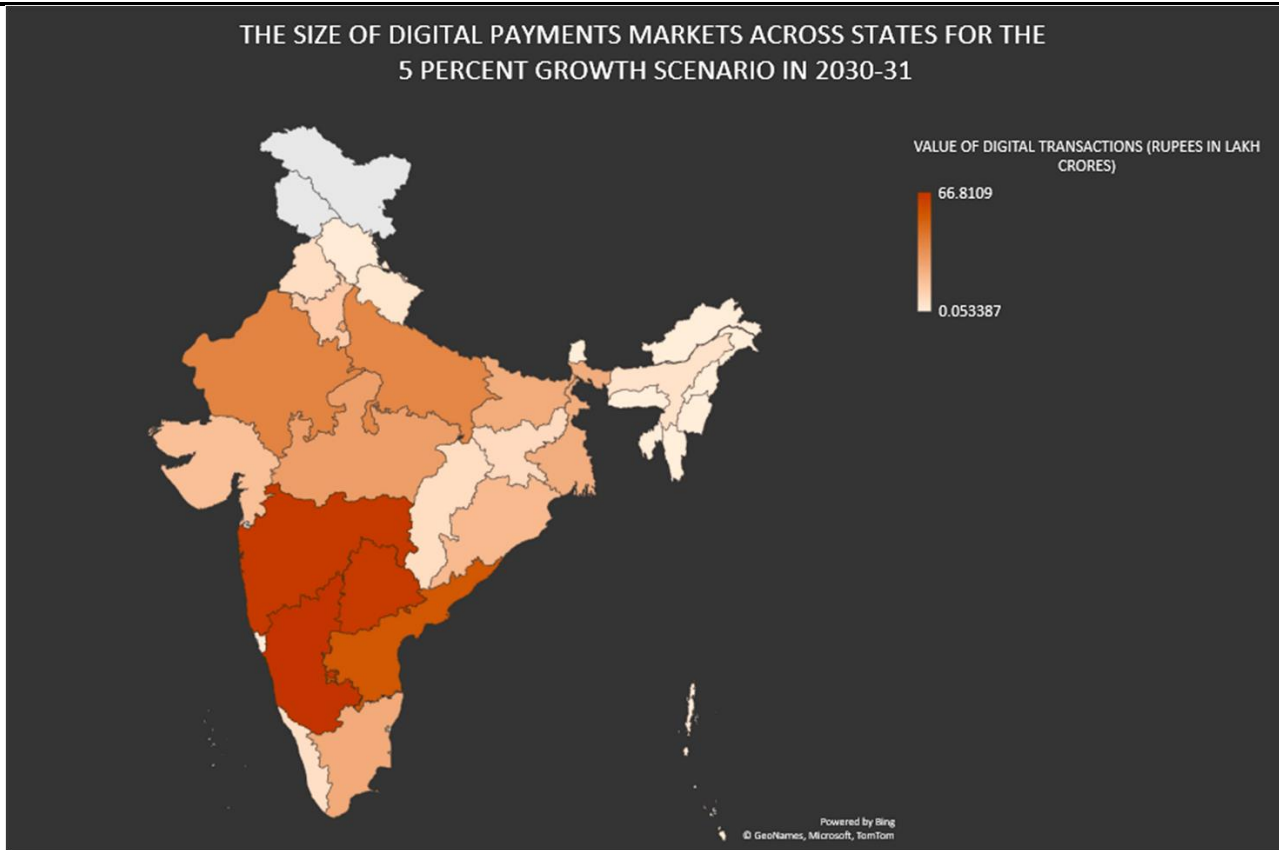 THE SIZE OF DIGITAL PAYMENTS MARKETS ACROSS STATES FOR THE
5 PERCENT GROWTH SCENARIO IN 2030-31
VALUE OF DIGITAL TRANSACTIONS (RUPEES IN LAKH
CRORES)
66.8109
0.053387
Powered by Bing
© GeoNames, Microsoft, TomTom